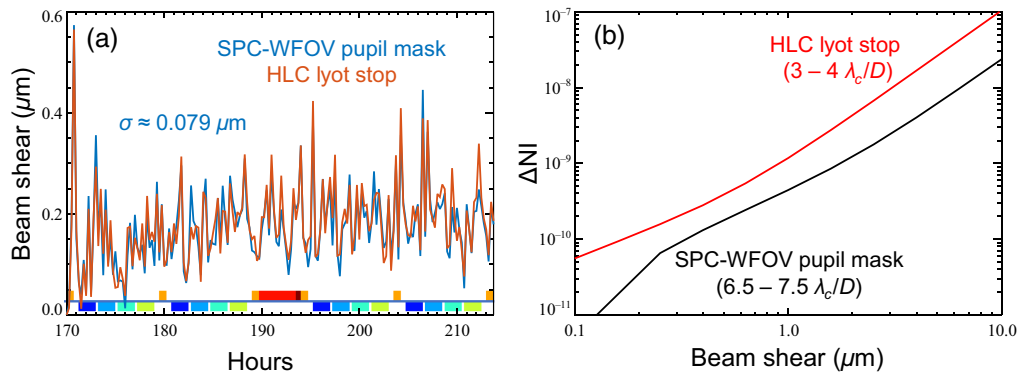 (a)
SPC-WFOV pupil mask
HLC lyot stop
σ ≈ 0.079 μm
Beam shear (μm)
0.6
0.4
0.2
0.0
170
180
190
200
210
Hours
(b)
HLC lyot stop
(3 – 4 λc/D)
ΔNI
SPC-WFOV pupil mask
(6.5 – 7.5 λc/D)
10⁻⁷
10⁻⁸
10⁻⁹
10⁻¹⁰
10⁻¹¹
0.1
1.0
10.0
Beam shear (μm)